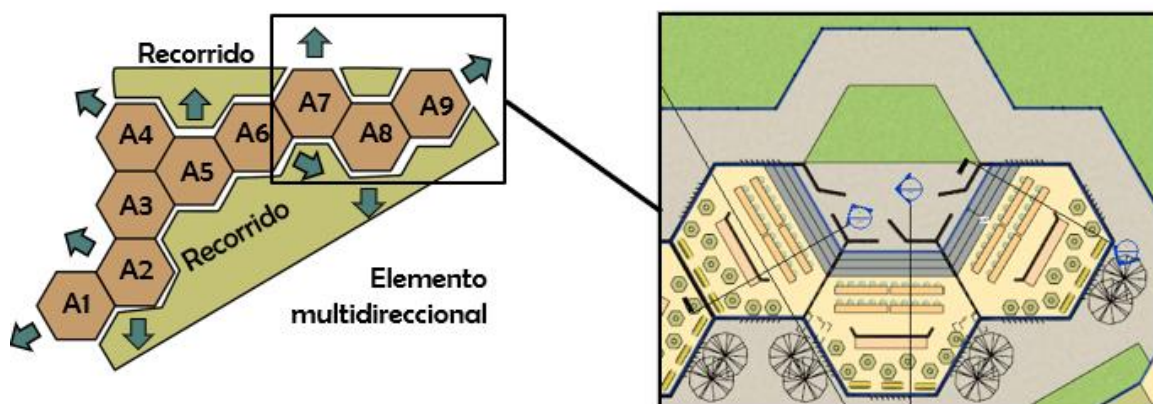 Recorrido
A7
A9
A4
A6
A8
A5
A3
Recorrido
A2
A1
Elemento
multidireccional